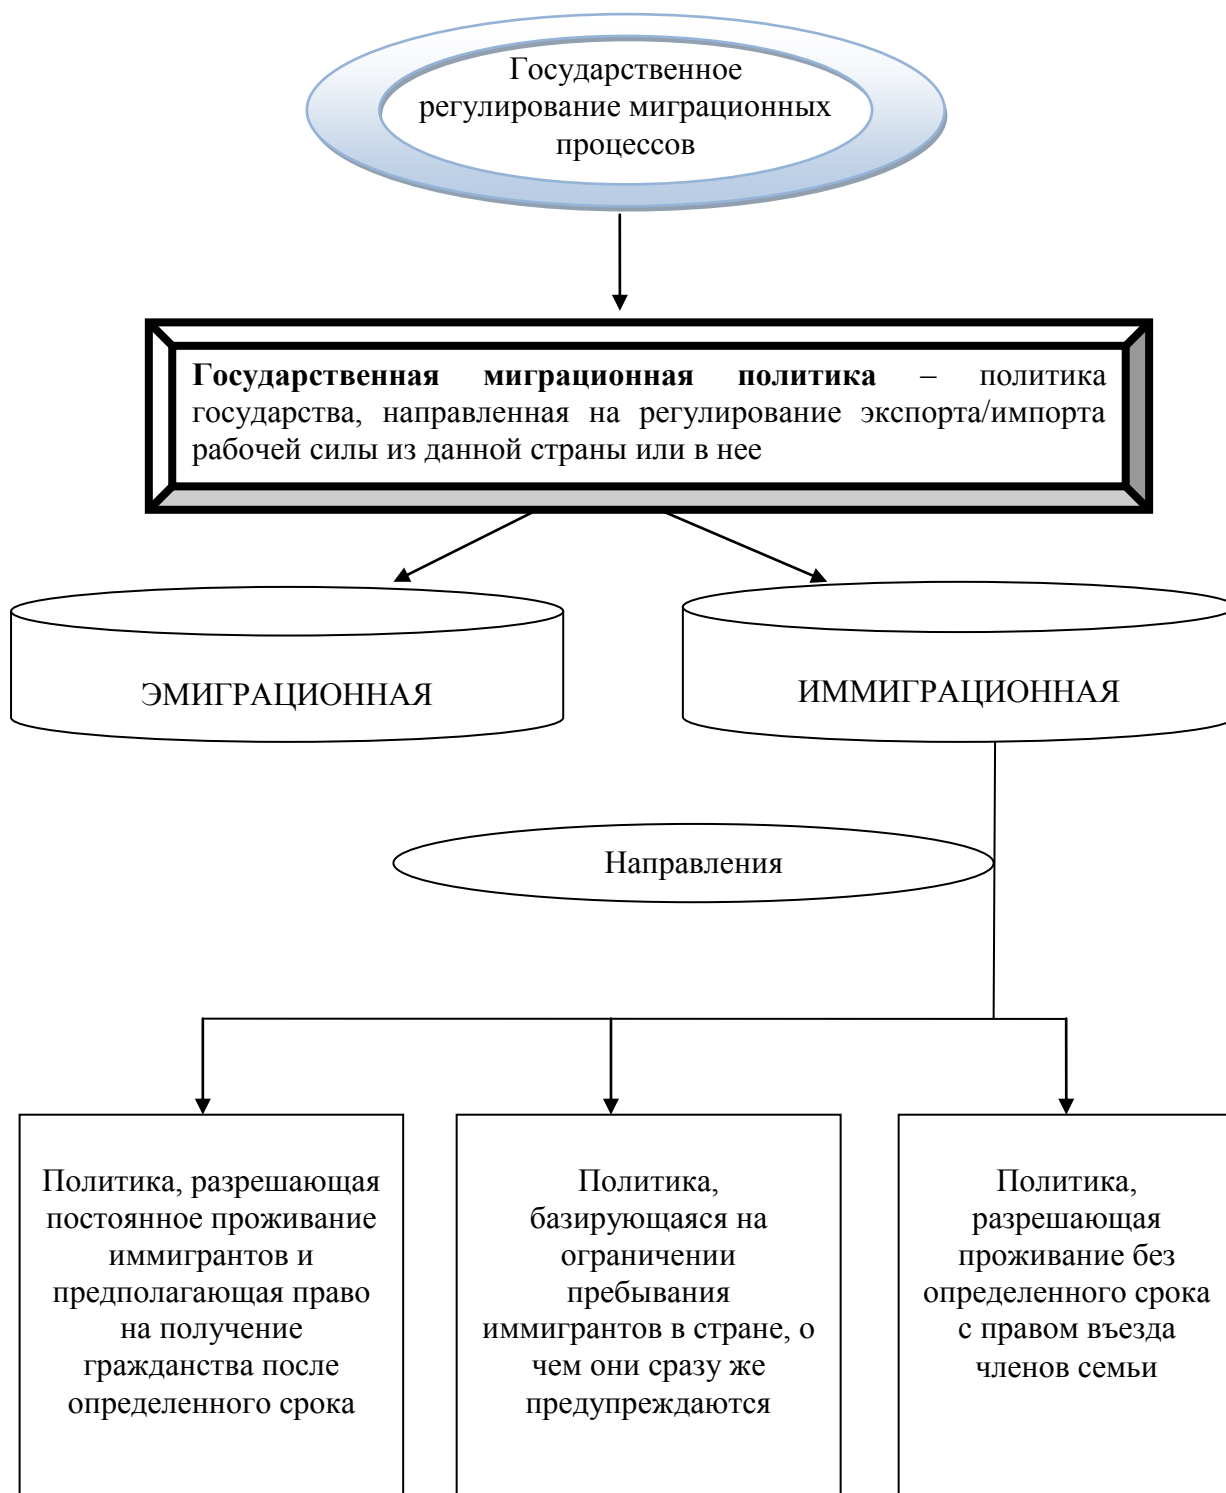 Государственное
регулирование миграционных
процессов
Государственная миграционная политика – политика
государства, направленная на регулирование экспорта/импорта
рабочей силы из данной страны или в нее
ЭМИГРАЦИОННАЯ
ИММИГРАЦИОННАЯ
Направления
Политика, разрешающая
постоянное проживание
иммигрантов и
предполагающая право
на получение
гражданства после
определенного срока
Политика,
базирующаяся на
ограничении
пребывания
иммигрантов в стране, о
чем они сразу же
предупреждаются
Политика,
разрешающая
проживание без
определенного срока
с правом въезда
членов семьи